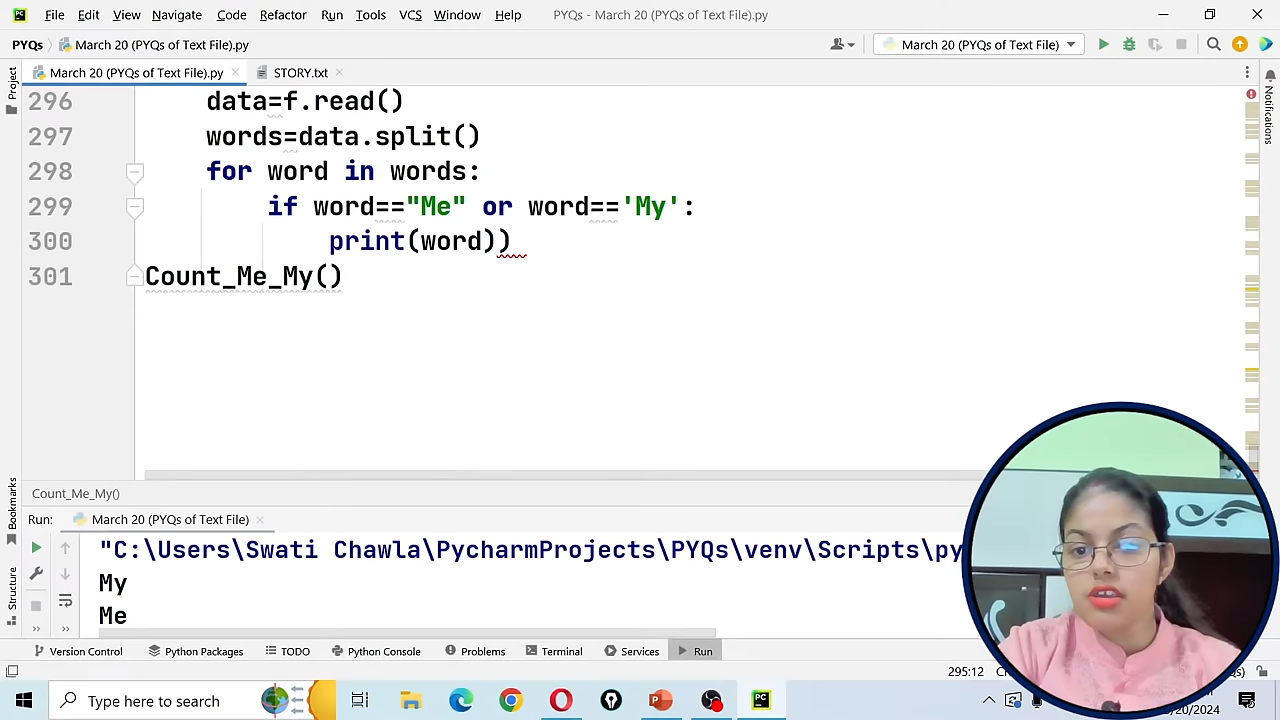 File Edit View Navigate Code Refactor Run Tools VCS Window Help PYQs - March 20 (PYQs of Text File).py
PYQs March 20 (PYQs of Text File).py March 20 (PYQs of Text File)
March 20 (PYQs of Text File).py STORY.txt
Project
Notifications
296 data=f.read()
297 words=data.split()
298 for word in words:
299 if word=="Me" or word=='My':
300 print(word))
301 Count_Me_My()
Count_Me_My()
Bookmarks
Structure
Run: March 20 (PYQs of Text File)
"C:\Users\Swati Chawla\PycharmProjects\PYQs\venv\Scripts\py
My
Me
Version Control Python Packages TODO Python Console Problems Terminal Services Run
295:12
Type here to search